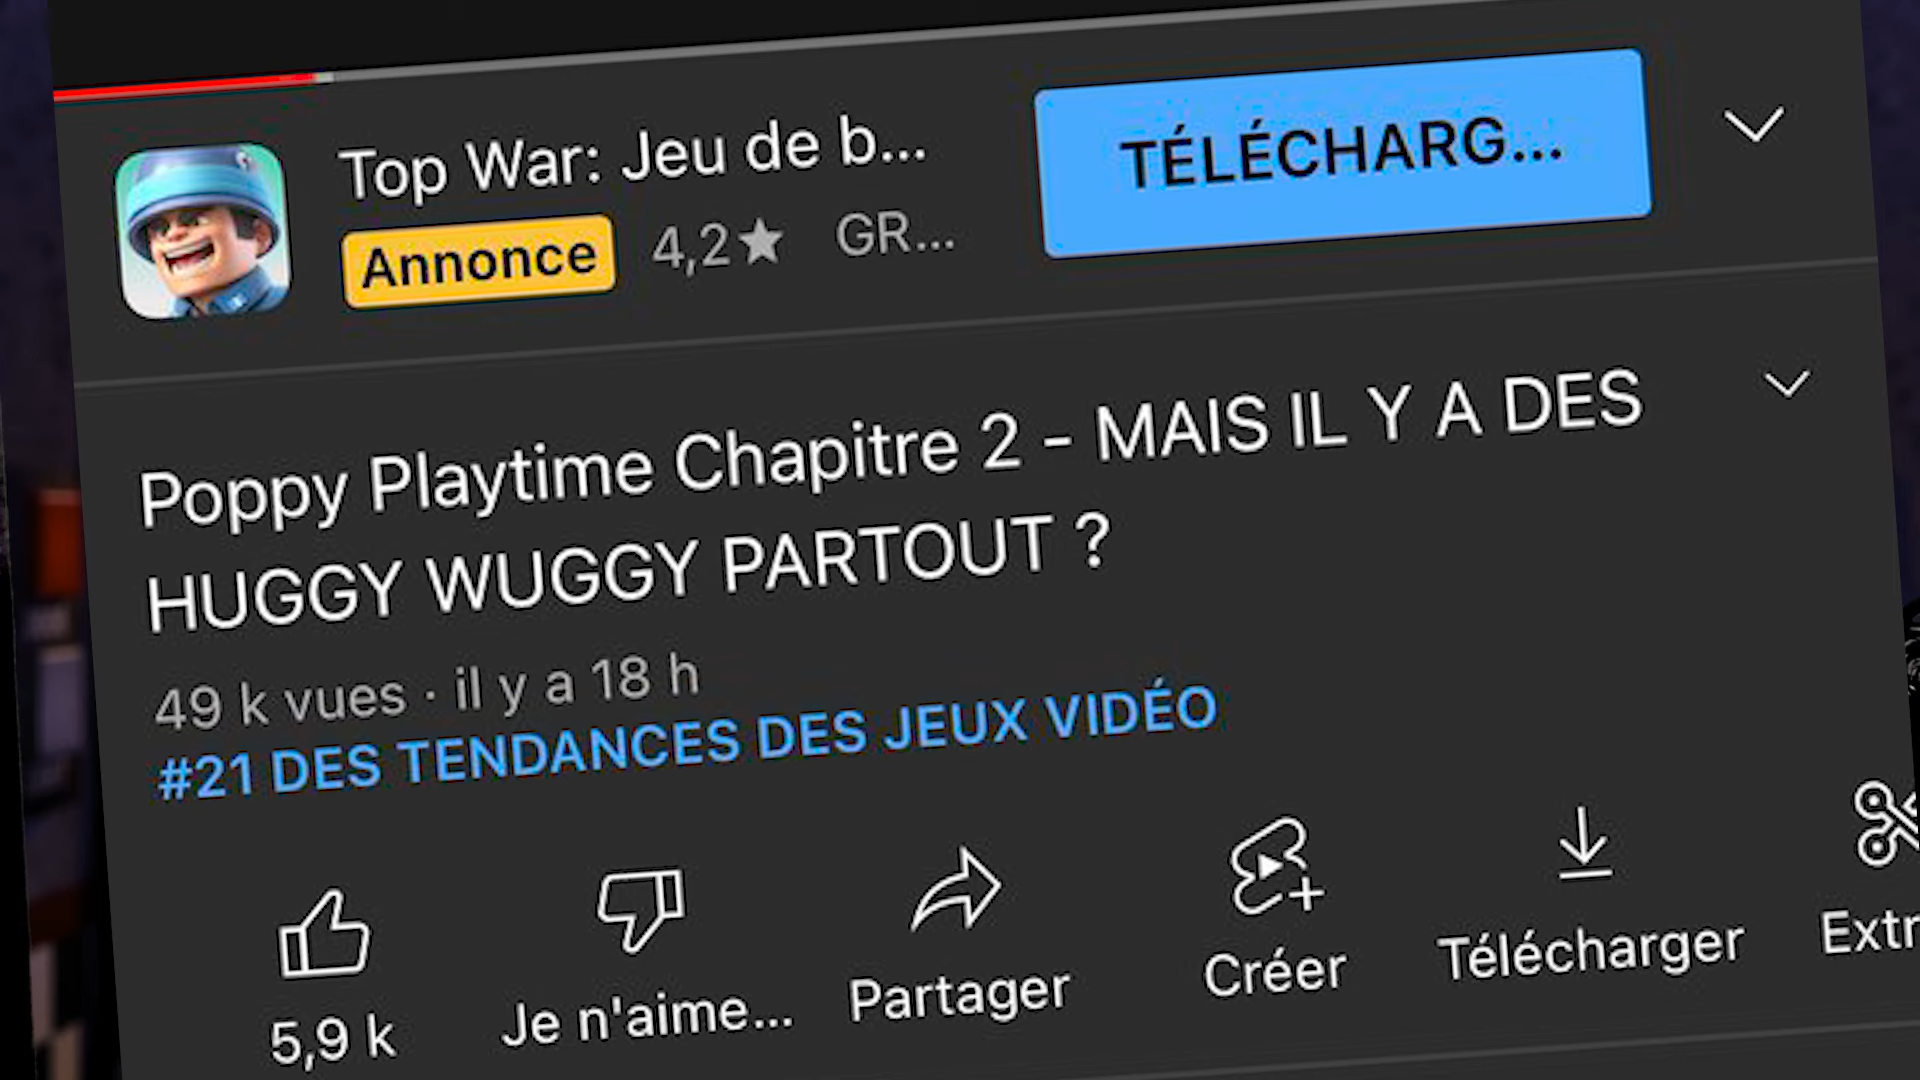 Top War: Jeu de b...
TÉLÉCHARG...
Annonce 4,2★ GR...
Poppy Playtime Chapitre 2 - MAIS IL Y A DES
HUGGY WUGGY PARTOUT ?
49 k vues · il y a 18 h
#21 DES TENDANCES DES JEUX VIDÉO
5,9 k Je n'aime... Partager Créer Télécharger Extr